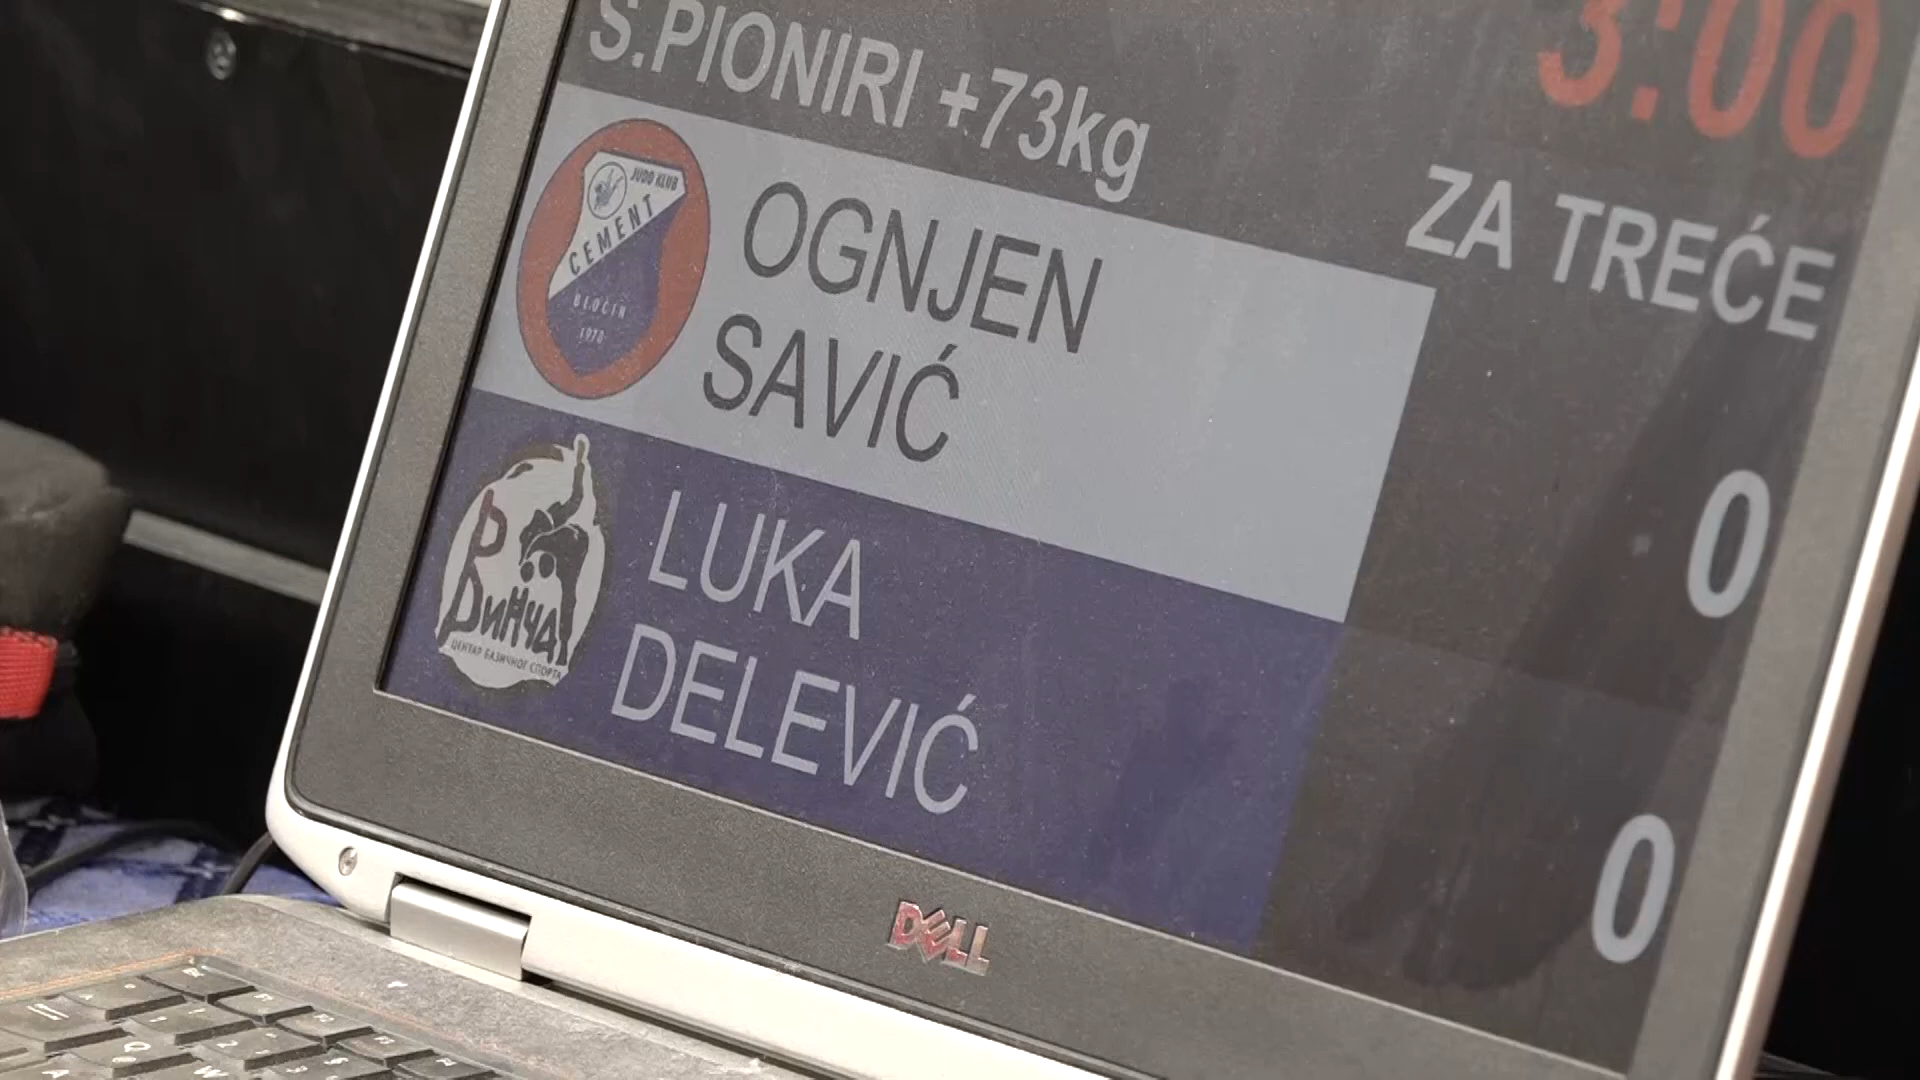 3:00
S.PIONIRI +73kg
ZA TREĆE
JUDO KLUB
CEMENT
BEOČIN
1970
OGNJEN
SAVIĆ
0
Винча
ЦЕНТАР БАЗИЧНОГ СПОРТА
LUKA
DELEVIĆ
0
DELL
Q
W
A